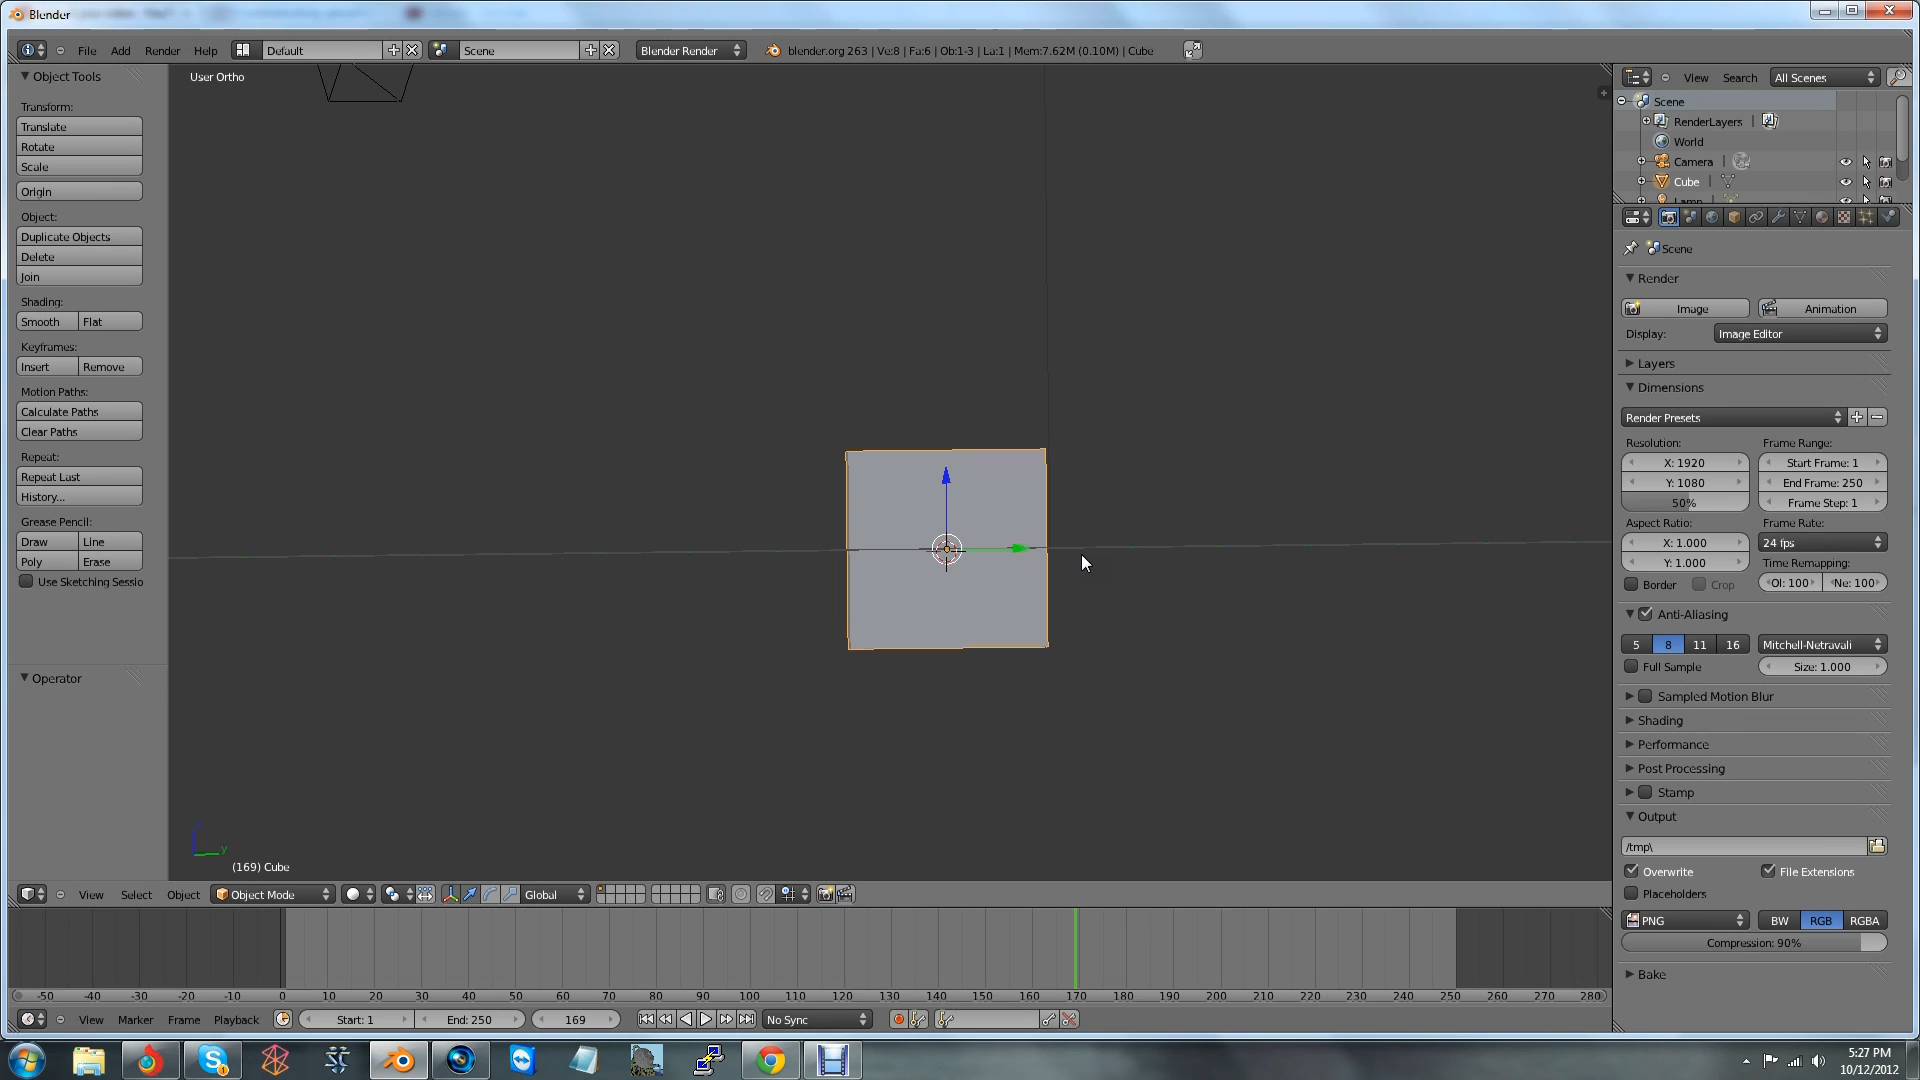 Blender
File Add Render Help Default Scene Blender Render blender.org 263 | Ve:8 | Fa:6 | Ob:1-3 | La:1 | Mem:7.62M (0.10M) | Cube
Object Tools
Transform:
Translate
Rotate
Scale
Origin
Object:
Duplicate Objects
Delete
Join
Shading:
Smooth Flat
Keyframes:
Insert Remove
Motion Paths:
Calculate Paths
Clear Paths
Repeat:
Repeat Last
History...
Grease Pencil:
Draw Line
Poly Erase
Use Sketching Sessio
Operator
User Ortho
y
(169) Cube
View Select Object Object Mode Global
-50 -40 -30 -20 -10 0 10 20 30 40 50 60 70 80 90 100 110 120 130 140 150 160 170 180 190 200 210 220 230 240 250 260 270 280
View Marker Frame Playback Start: 1 End: 250 169 No Sync
View Search All Scenes
Scene
RenderLayers |
World
Camera |
Cube |
Lamp
Scene
Render
Image Animation
Display: Image Editor
Layers
Dimensions
Render Presets
Resolution: Frame Range:
X: 1920 Start Frame: 1
Y: 1080 End Frame: 250
50% Frame Step: 1
Aspect Ratio: Frame Rate:
X: 1.000 24 fps
Y: 1.000 Time Remapping:
Border Crop Ol: 100 Ne: 100
Anti-Aliasing
5 8 11 16 Mitchell-Netravali
Full Sample Size: 1.000
Sampled Motion Blur
Shading
Performance
Post Processing
Stamp
Output
/tmp\
Overwrite File Extensions
Placeholders
PNG BW RGB RGBA
Compression: 90%
Bake
5:27 PM
10/12/2012